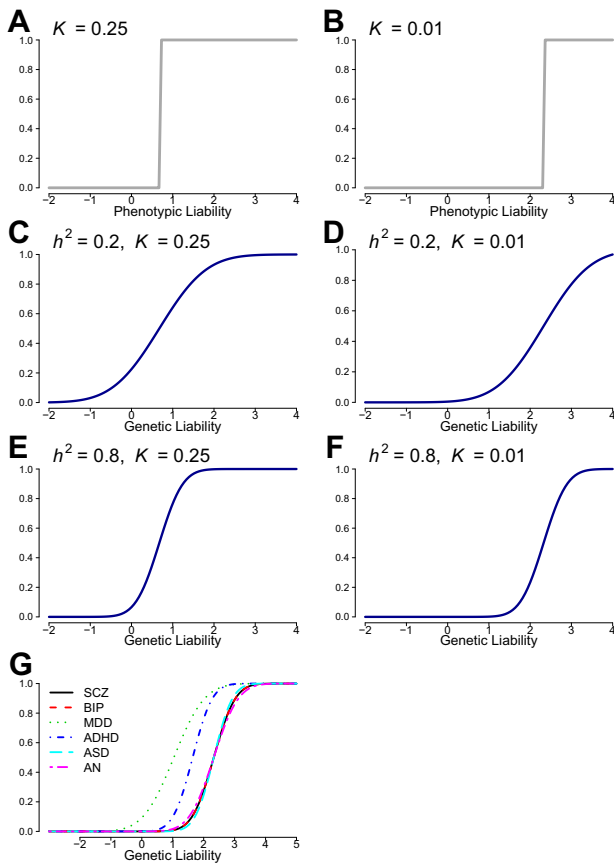 A
K = 0.25
1.0
0.8
0.6
0.4
0.2
0.0
−2 −1 0 1 2 3 4
Phenotypic Liability
B
K = 0.01
1.0
0.8
0.6
0.4
0.2
0.0
−2 −1 0 1 2 3 4
Phenotypic Liability
C
h² = 0.2, K = 0.25
1.0
0.8
0.6
0.4
0.2
0.0
−2 −1 0 1 2 3 4
Genetic Liability
D
h² = 0.2, K = 0.01
1.0
0.8
0.6
0.4
0.2
0.0
−2 −1 0 1 2 3 4
Genetic Liability
E
h² = 0.8, K = 0.25
1.0
0.8
0.6
0.4
0.2
0.0
−2 −1 0 1 2 3 4
Genetic Liability
F
h² = 0.8, K = 0.01
1.0
0.8
0.6
0.4
0.2
0.0
−2 −1 0 1 2 3 4
Genetic Liability
G
1.0
0.8
0.6
0.4
0.2
0.0
SCZ
BIP
MDD
ADHD
ASD
AN
−2 −1 0 1 2 3 4 5
Genetic Liability